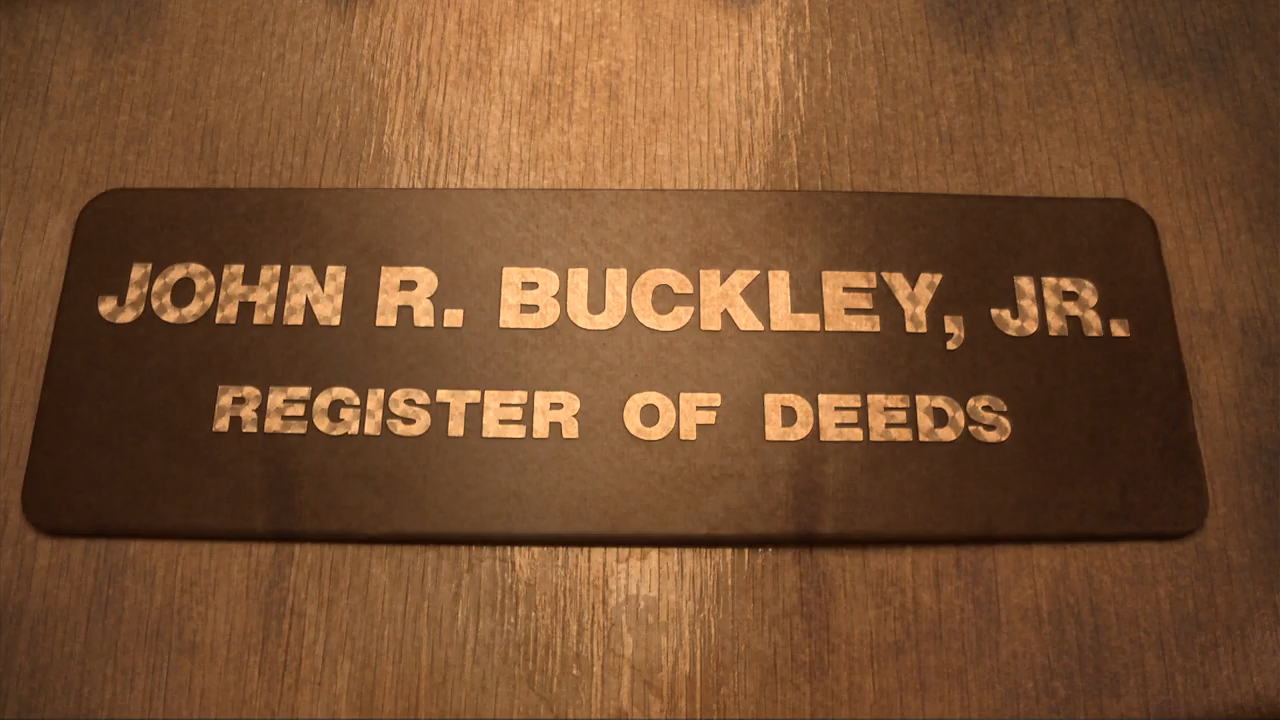 JOHN R. BUCKLEY, JR.
REGISTER OF DEEDS